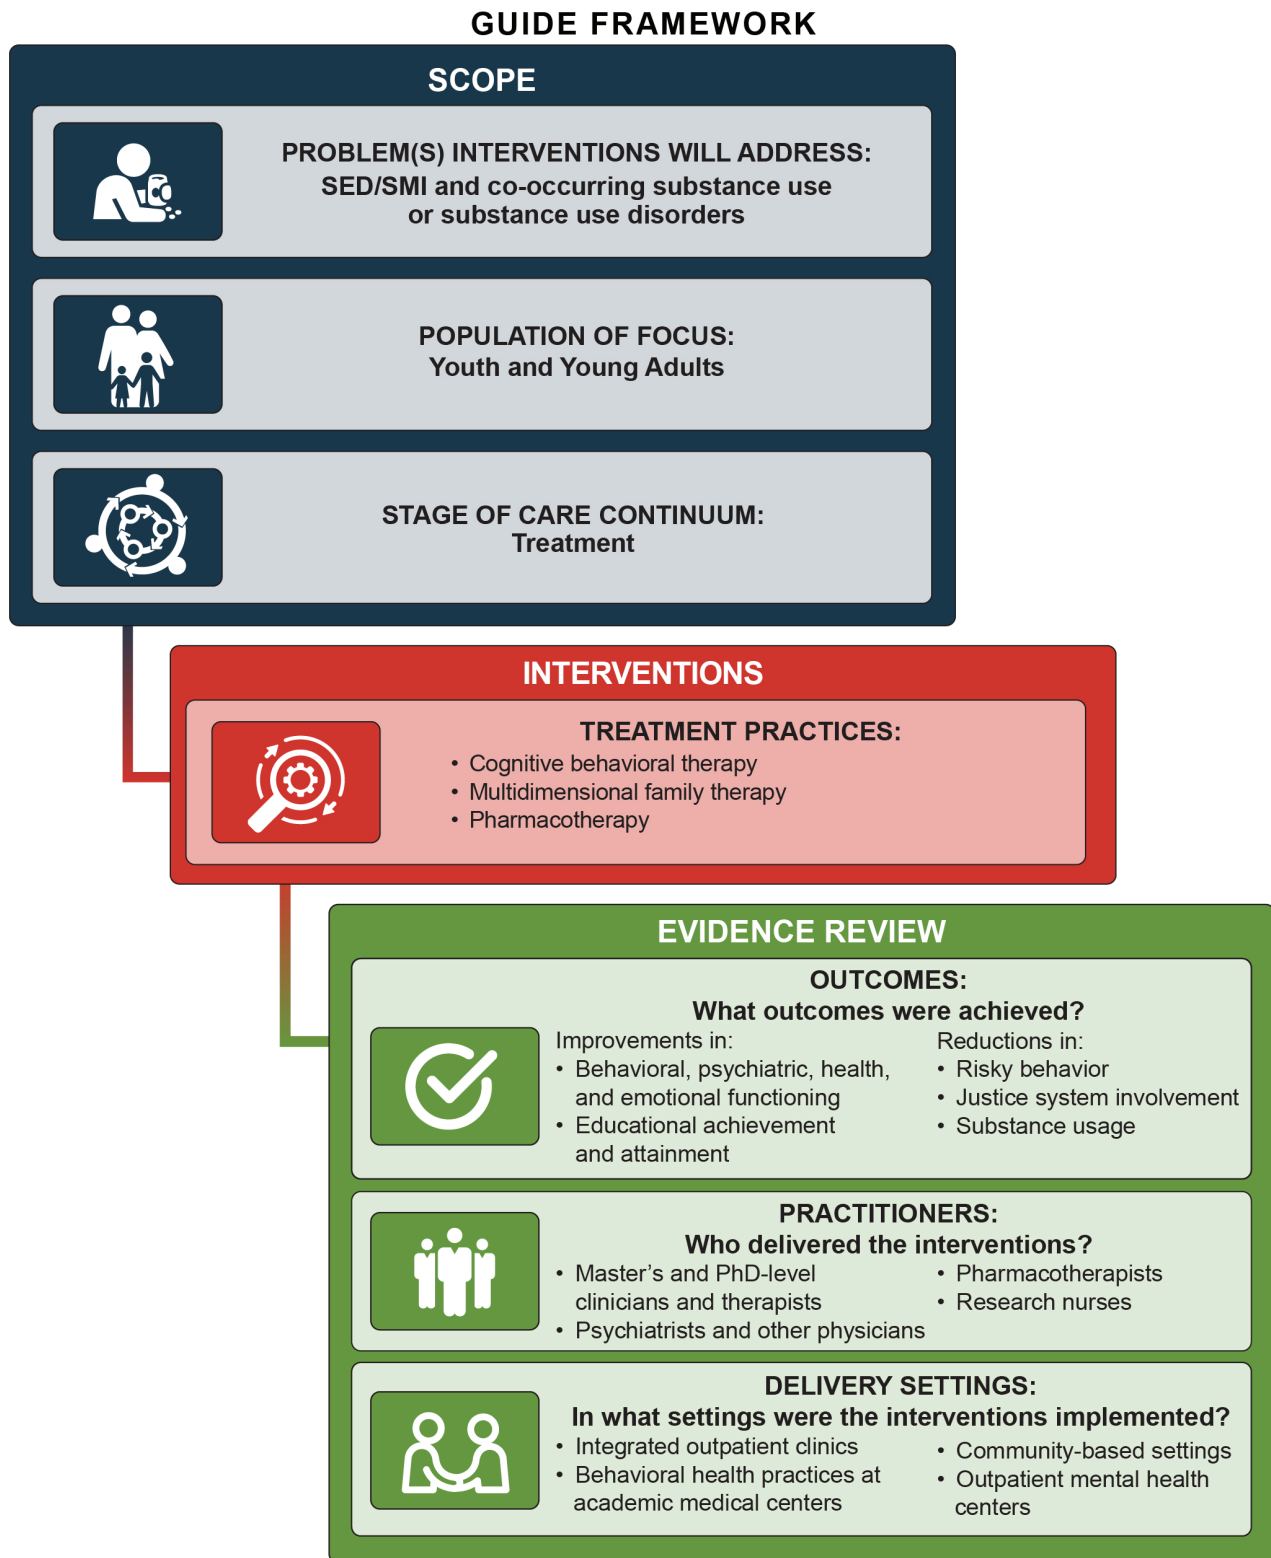 GUIDE FRAMEWORK
SCOPE
PROBLEM(S) INTERVENTIONS WILL ADDRESS:
SED/SMI and co-occurring substance use
or substance use disorders
POPULATION OF FOCUS:
Youth and Young Adults
STAGE OF CARE CONTINUUM:
Treatment
INTERVENTIONS
TREATMENT PRACTICES:
• Cognitive behavioral therapy
• Multidimensional family therapy
• Pharmacotherapy
EVIDENCE REVIEW
OUTCOMES:
What outcomes were achieved?
Improvements in:
• Behavioral, psychiatric, health,
and emotional functioning
• Educational achievement
and attainment
Reductions in:
• Risky behavior
• Justice system involvement
• Substance usage
PRACTITIONERS:
Who delivered the interventions?
• Master’s and PhD-level
clinicians and therapists
• Psychiatrists and other physicians
• Pharmacotherapists
• Research nurses
DELIVERY SETTINGS:
In what settings were the interventions implemented?
• Integrated outpatient clinics
• Behavioral health practices at
academic medical centers
• Community-based settings
• Outpatient mental health
centers